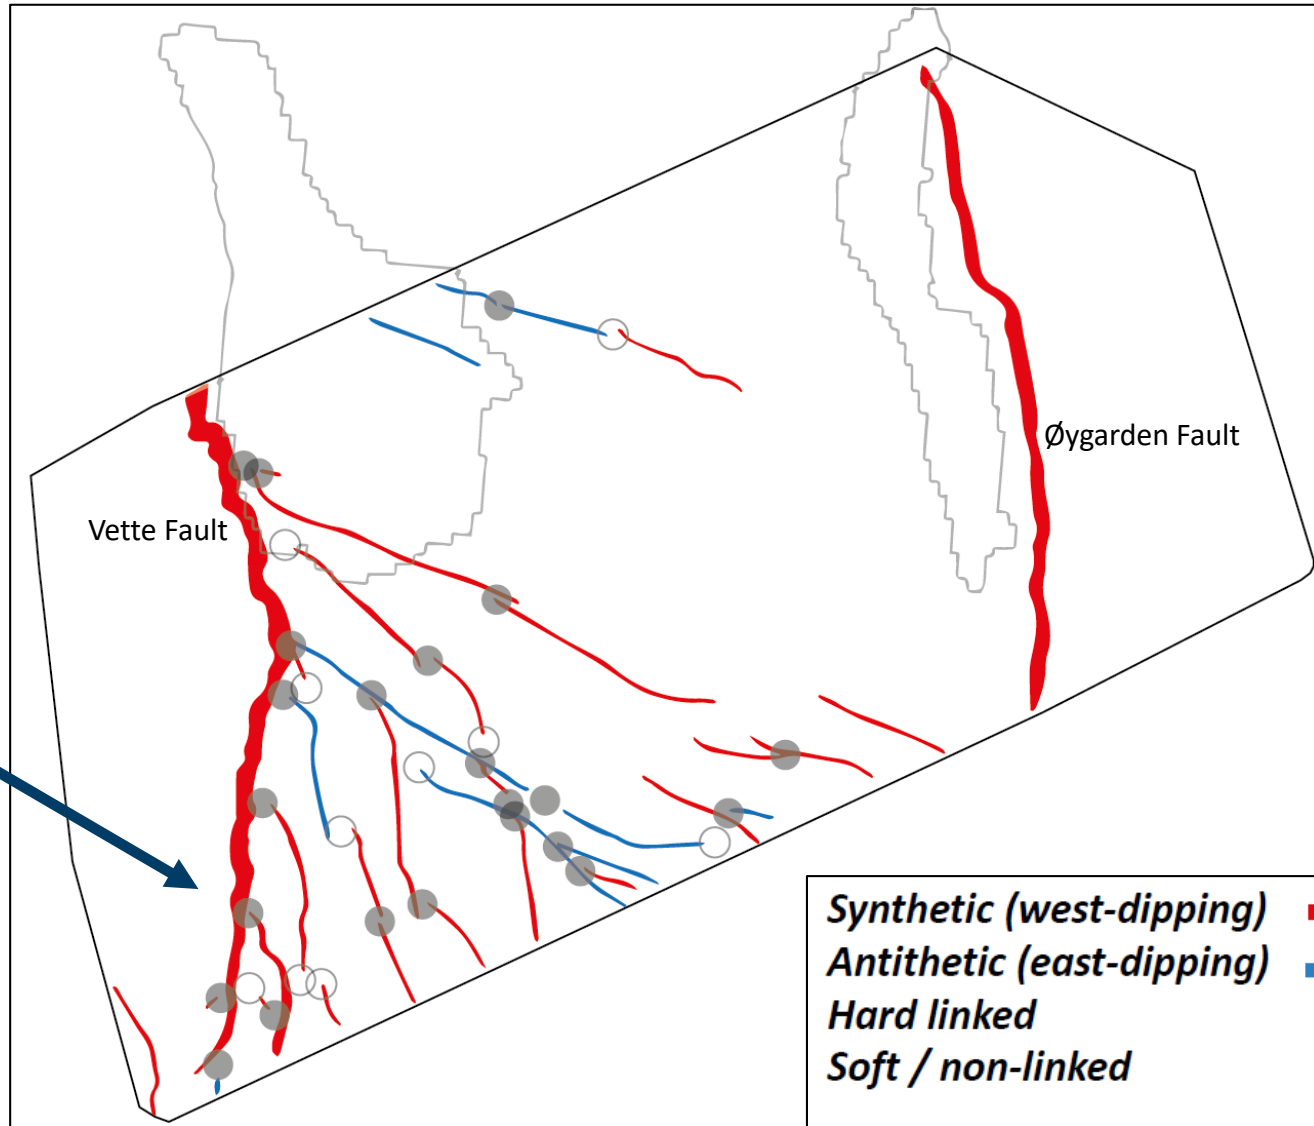 Øygarden Fault
Vette Fault
Synthetic (west-dipping)
Antithetic (east-dipping)
Hard linked
Soft / non-linked